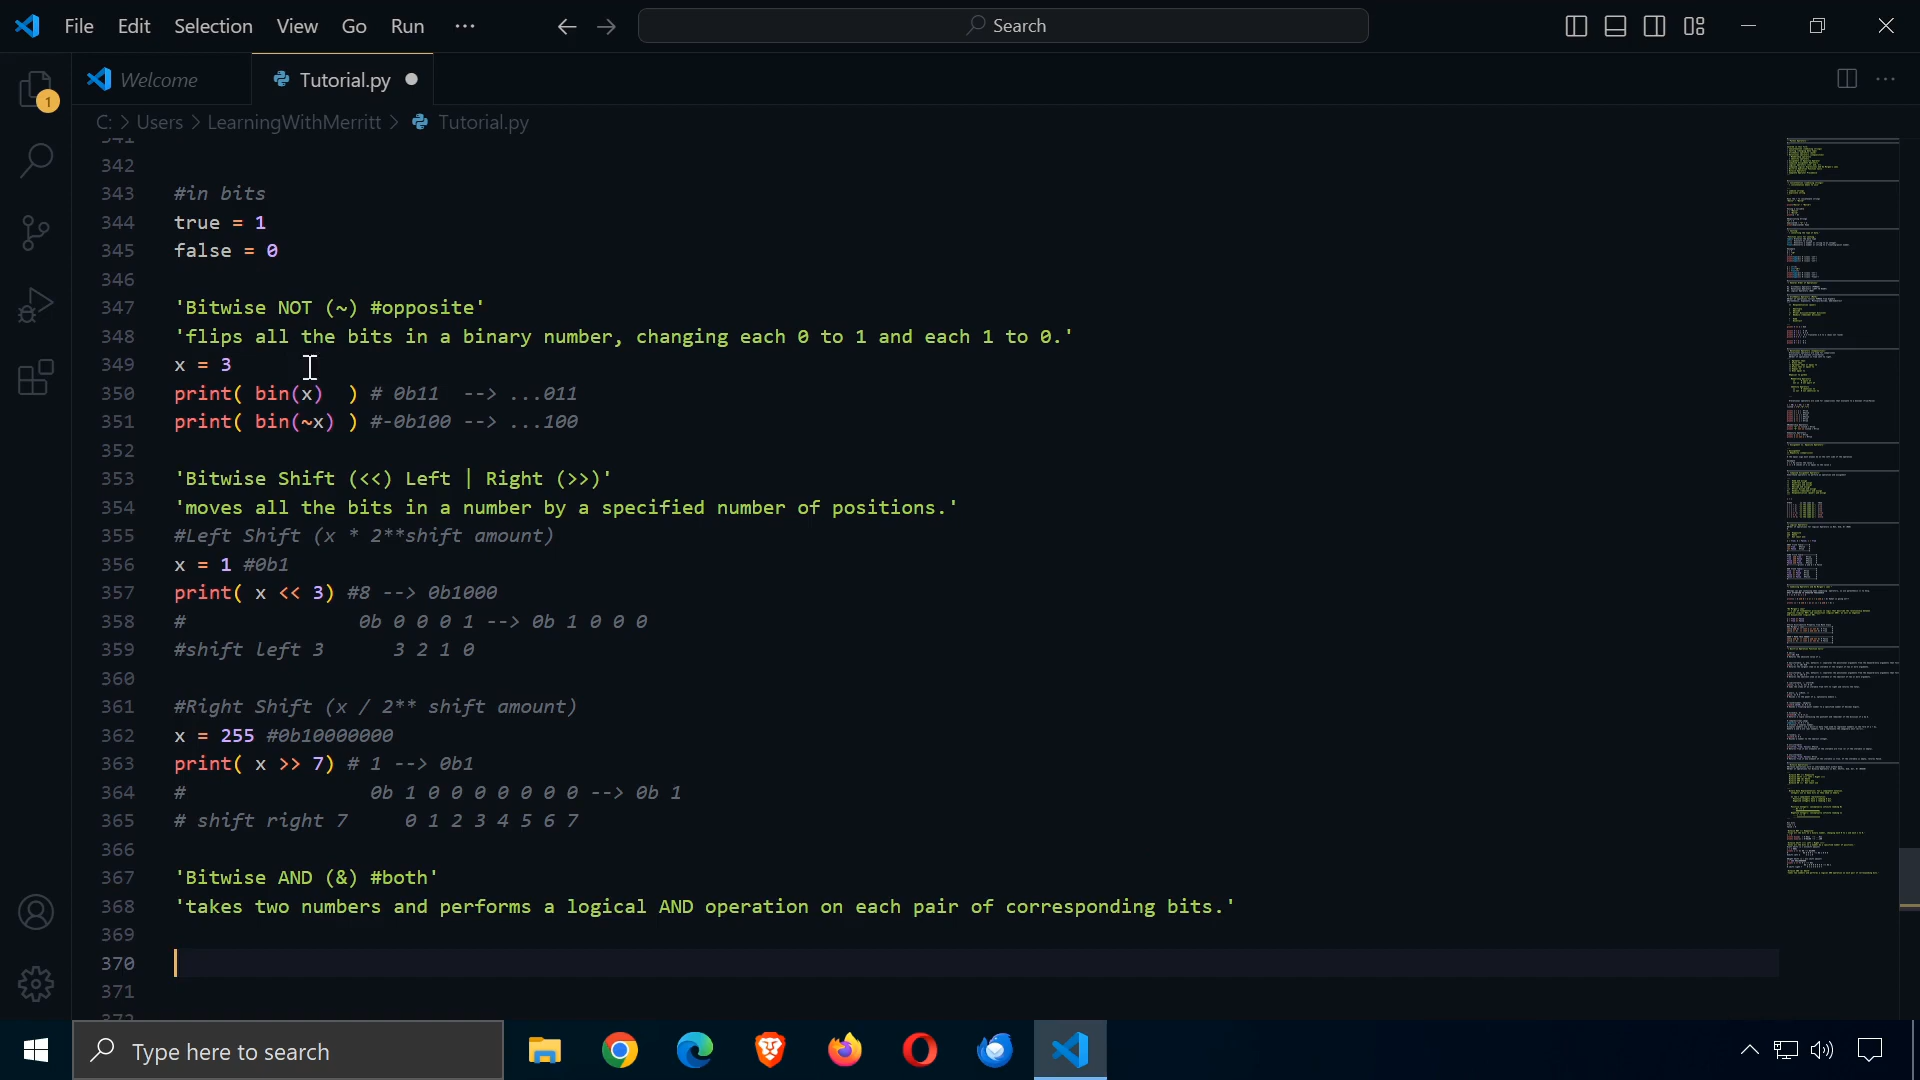 File Edit Selection View Go Run ··· Search
Welcome Tutorial.py
1
C: > Users > LearningWithMerritt > Tutorial.py
341
342
343 #in bits
344 true = 1
345 false = 0
346
347 'Bitwise NOT (~) #opposite'
348 'flips all the bits in a binary number, changing each 0 to 1 and each 1 to 0.'
349 x = 3
350 print( bin(x)  ) # 0b11  --> ...011
351 print( bin(~x) ) #-0b100 --> ...100
352
353 'Bitwise Shift (<<) Left | Right (>>)'
354 'moves all the bits in a number by a specified number of positions.'
355 #Left Shift (x * 2**shift amount)
356 x = 1 #0b1
357 print( x << 3) #8 --> 0b1000
358 #               0b 0 0 0 1 --> 0b 1 0 0 0
359 #shift left 3      3 2 1 0
360
361 #Right Shift (x / 2** shift amount)
362 x = 255 #0b10000000
363 print( x >> 7) # 1 --> 0b1
364 #                0b 1 0 0 0 0 0 0 0 --> 0b 1
365 # shift right 7     0 1 2 3 4 5 6 7
366
367 'Bitwise AND (&) #both'
368 'takes two numbers and performs a logical AND operation on each pair of corresponding bits.'
369
370
371
Type here to search